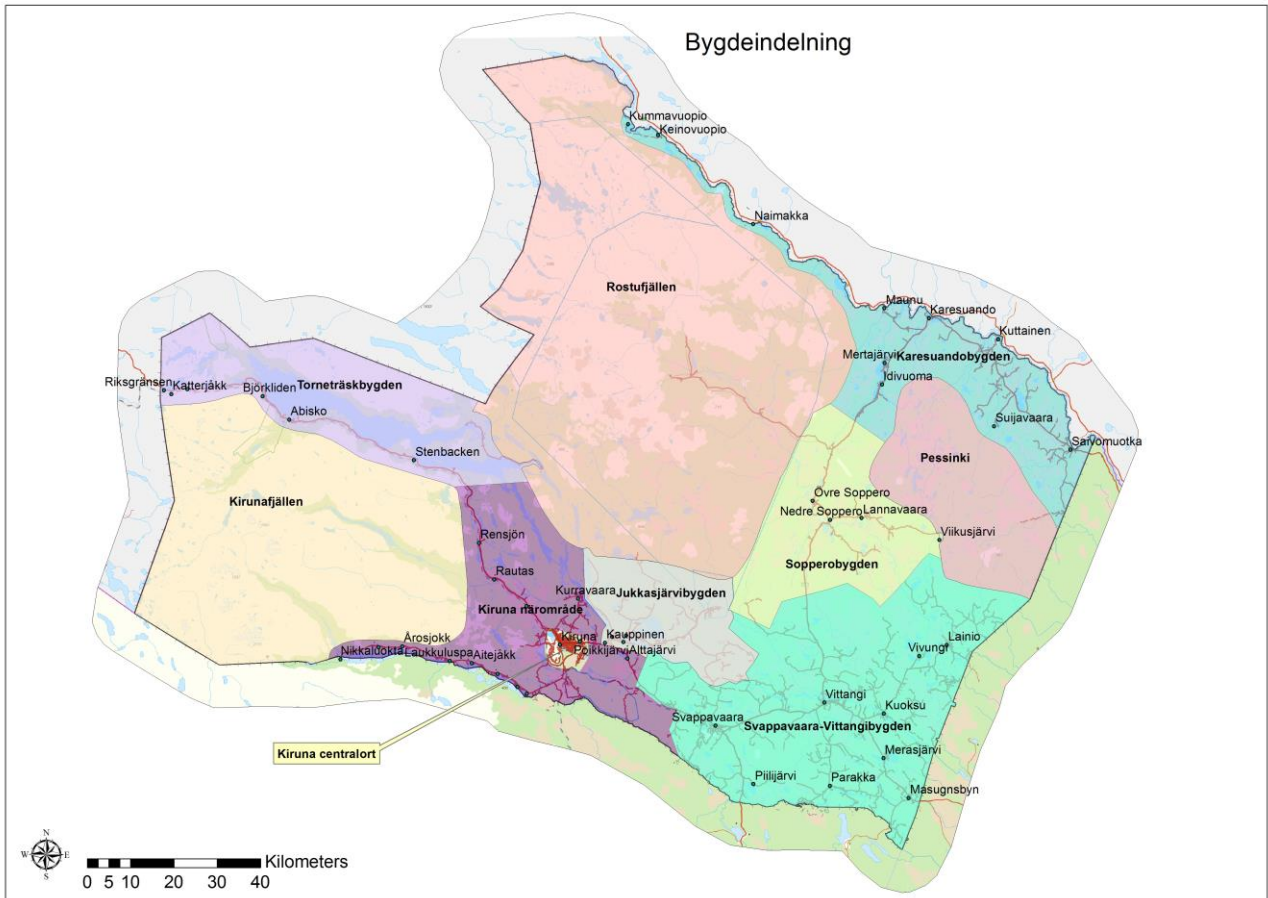 Bygdeindelning
Kummavuopio
Keinovuopio
Naimakka
Rostufjällen
Maunu
Karesuando
Kuttainen
Mertajärvi
Karesuandobygden
Idivuoma
Riksgränsen
Katterjåkk
Björkliden
Torneträskbygden
Abisko
Suijavaara
Saivomuotka
Stenbacken
Pessinki
Kirunafjällen
Övre Soppero
Nedre Soppero
Lannavaara
Viikusjärvi
Rensjön
Sopperobygden
Rautas
Kurravaara
Jukkasjärvibygden
Kiruna närområde
Årosjokk
Kiruna
Kauppinen
Nikkaluokta
Laukkuluspa
Aitejåkk
Poikkijärvi
Alttajärvi
Lainio
Vivungi
Vittangi
Kuoksu
Svappavaara
Svappavaara-Vittangibygden
Kiruna centralort
Merasjärvi
Piilijärvi
Parakka
Masugnsbyn
N
W E
S
Kilometers
0 5 10 20 30 40